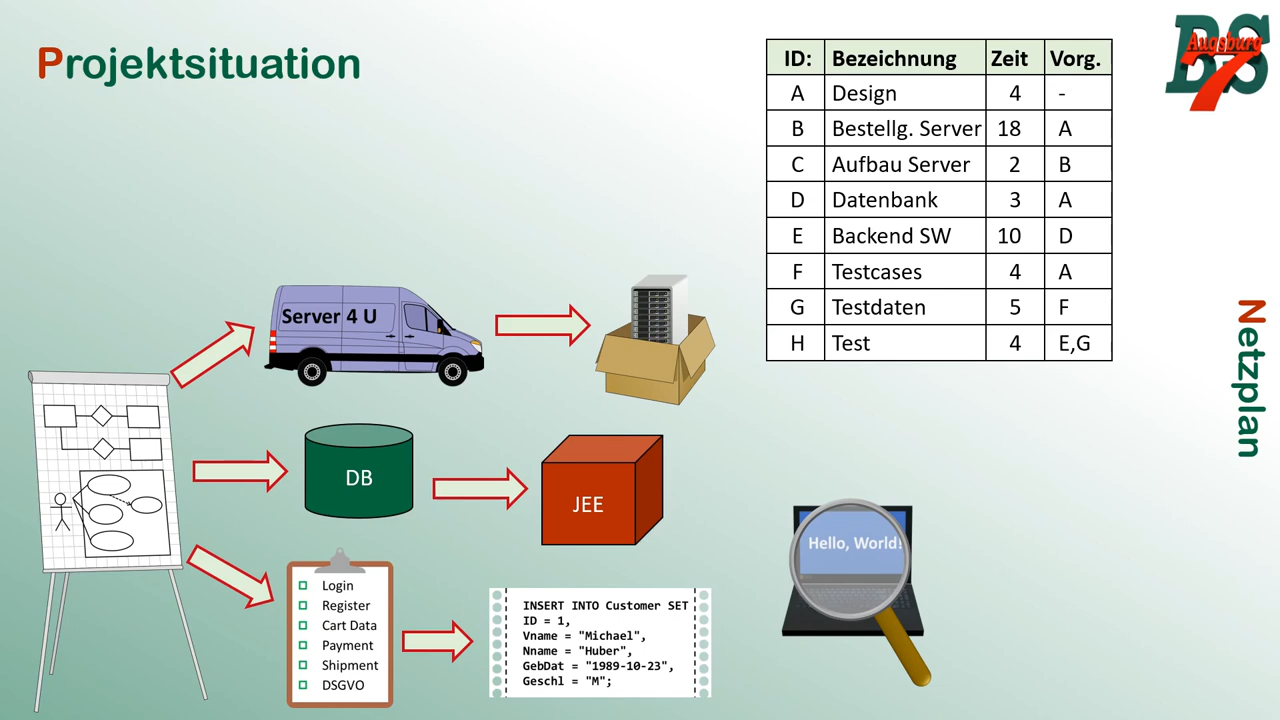 Projektsituation
BS
Augsburg
7
ID: Bezeichnung Zeit Vorg.
A Design 4 -
B Bestellg. Server 18 A
C Aufbau Server 2 B
D Datenbank 3 A
E Backend SW 10 D
F Testcases 4 A
G Testdaten 5 F
H Test 4 E,G
Netzplan
Server 4 U
DB
JEE
Hello, World!
Login
Register
Cart Data
Payment
Shipment
DSGVO
INSERT INTO Customer SET
ID = 1,
Vname = "Michael",
Nname = "Huber",
GebDat = "1989-10-23",
Geschl = "M";